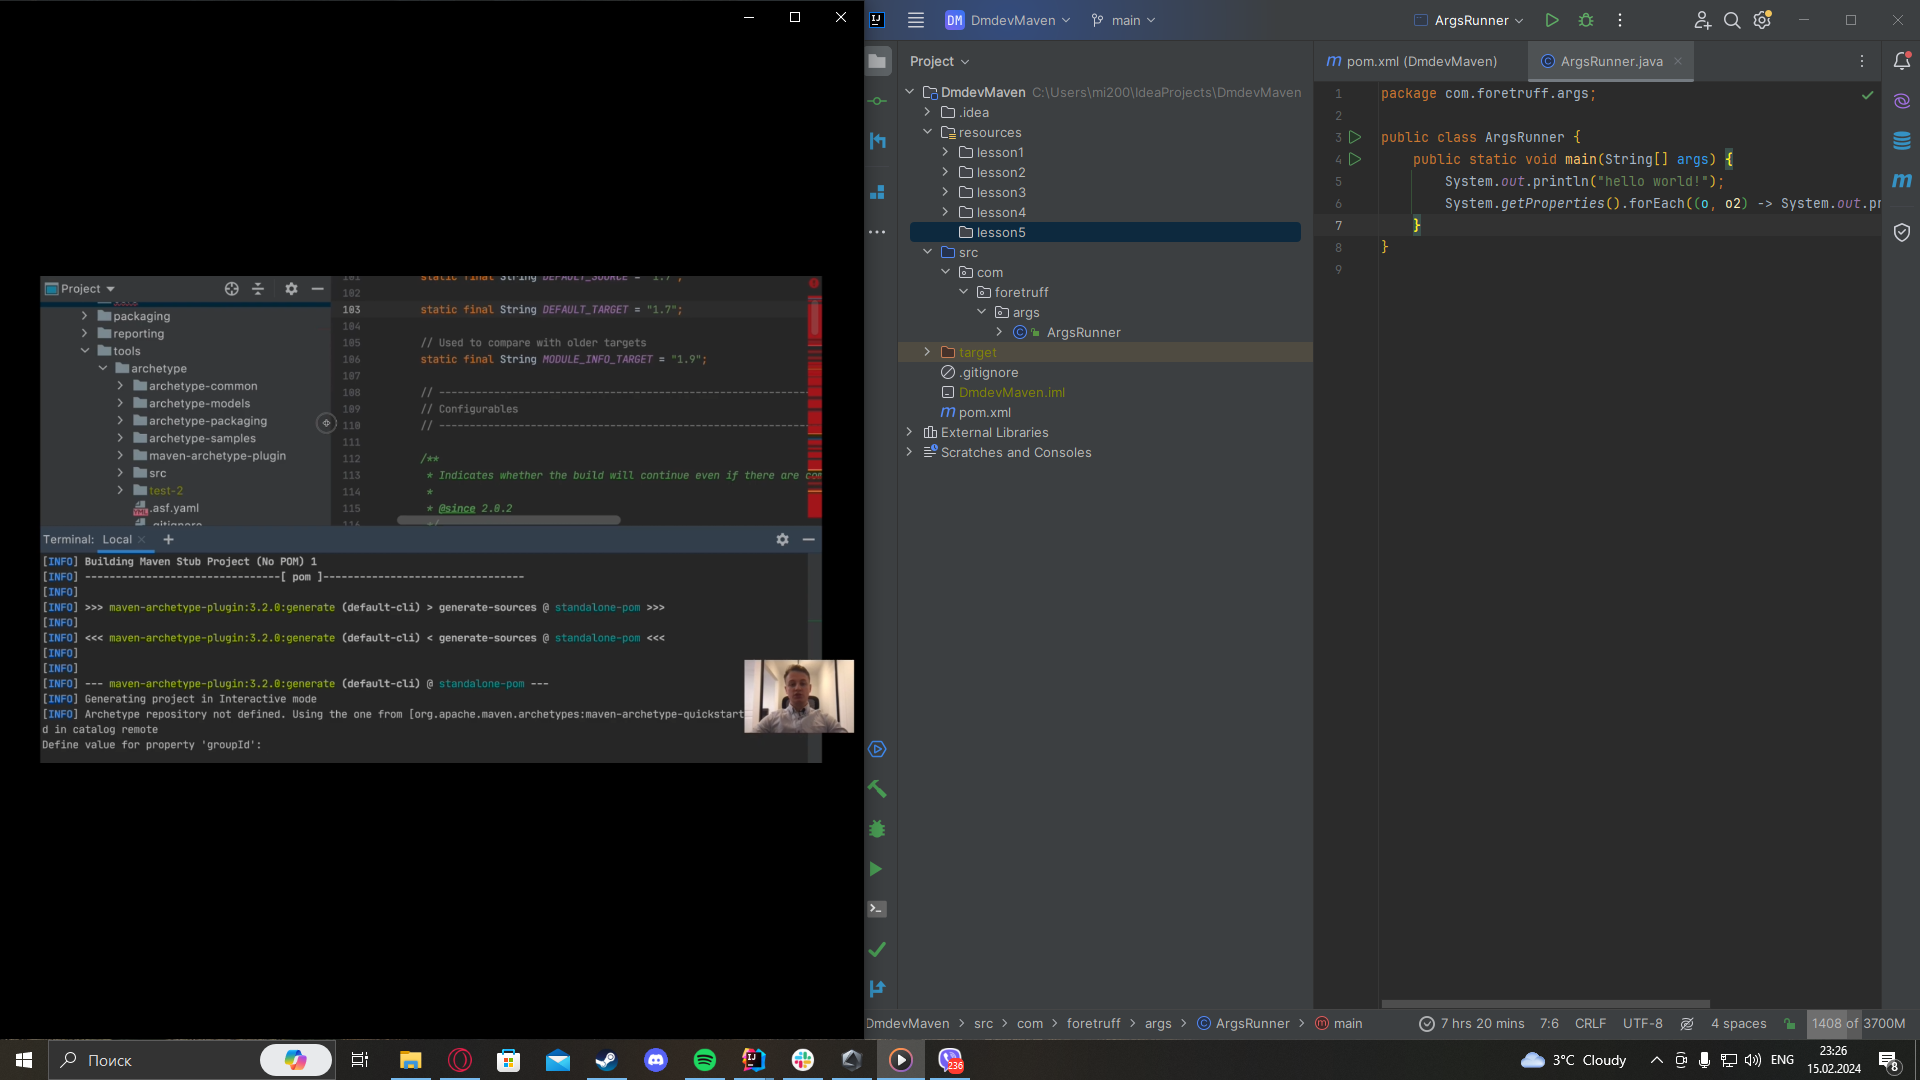 Project
packaging
reporting
tools
archetype
archetype-common
archetype-models
archetype-packaging
archetype-samples
maven-archetype-plugin
src
test-2
.asf.yaml
.gitignore
101 static final String DEFAULT_SOURCE = "1.7";
102
103 static final String DEFAULT_TARGET = "1.7";
104
105 // Used to compare with older targets
106 static final String MODULE_INFO_TARGET = "1.9";
107
108 // ----------------------------------------------------------------
109 // Configurables
110 // ----------------------------------------------------------------
111
112 /**
113 * Indicates whether the build will continue even if there are com
114 *
115 * @since 2.0.2
116 */
Terminal: Local
[INFO] Building Maven Stub Project (No POM) 1
[INFO] --------------------------------[ pom ]---------------------------------
[INFO]
[INFO] >>> maven-archetype-plugin:3.2.0:generate (default-cli) > generate-sources @ standalone-pom >>>
[INFO]
[INFO] <<< maven-archetype-plugin:3.2.0:generate (default-cli) < generate-sources @ standalone-pom <<<
[INFO]
[INFO]
[INFO] --- maven-archetype-plugin:3.2.0:generate (default-cli) @ standalone-pom ---
[INFO] Generating project in Interactive mode
[INFO] Archetype repository not defined. Using the one from [org.apache.maven.archetypes:maven-archetype-quickstart
d in catalog remote
Define value for property 'groupId':
DM DmdevMaven main ArgsRunner
Project
DmdevMaven C:\Users\mi200\IdeaProjects\DmdevMaven
.idea
resources
lesson1
lesson2
lesson3
lesson4
lesson5
src
com
foretruff
args
ArgsRunner
target
.gitignore
DmdevMaven.iml
pom.xml
External Libraries
Scratches and Consoles
pom.xml (DmdevMaven) ArgsRunner.java
1 package com.foretruff.args;
2
3 public class ArgsRunner {
4 public static void main(String[] args) {
5 System.out.println("hello world!");
6 System.getProperties().forEach((o, o2) -> System.out.pr
7 }
8 }
9
DmdevMaven > src > com > foretruff > args > ArgsRunner > main 7 hrs 20 mins 7:6 CRLF UTF-8 4 spaces 1408 of 3700M
Поиск 236 3°C Cloudy ENG 23:26 15.02.2024 8